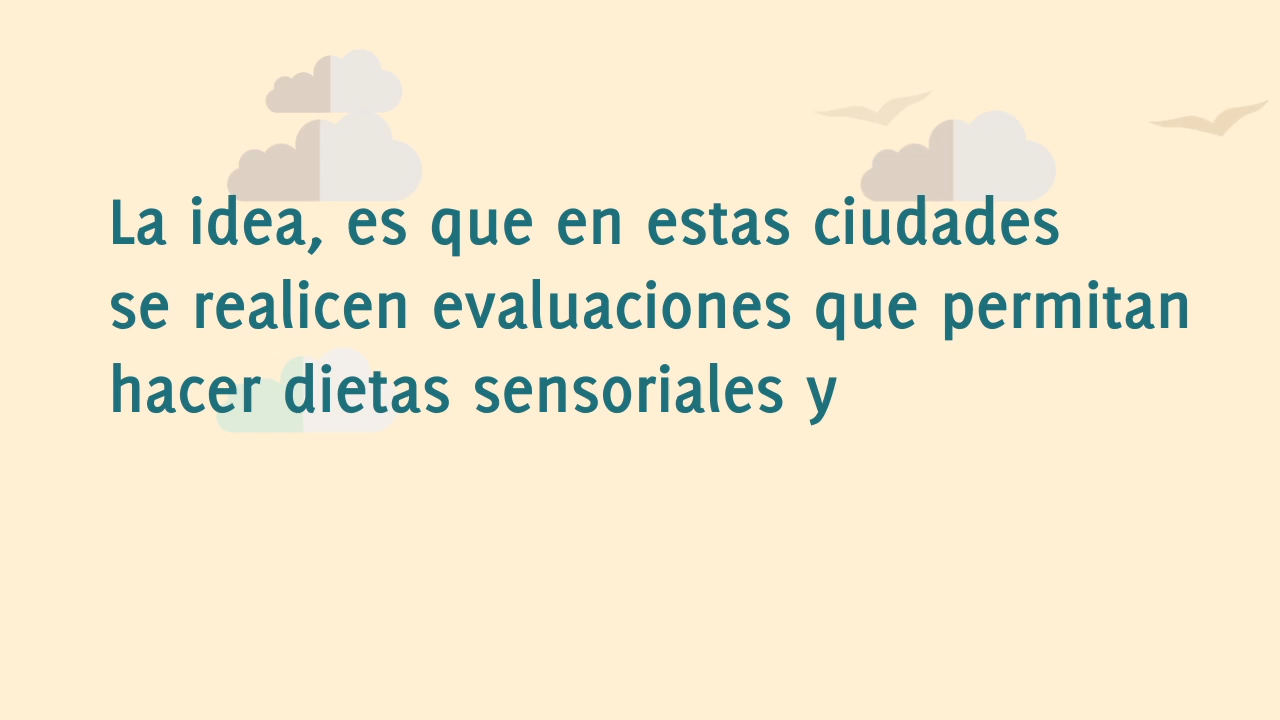 La idea, es que en estas ciudades
se realicen evaluaciones que permitan
hacer dietas sensoriales y